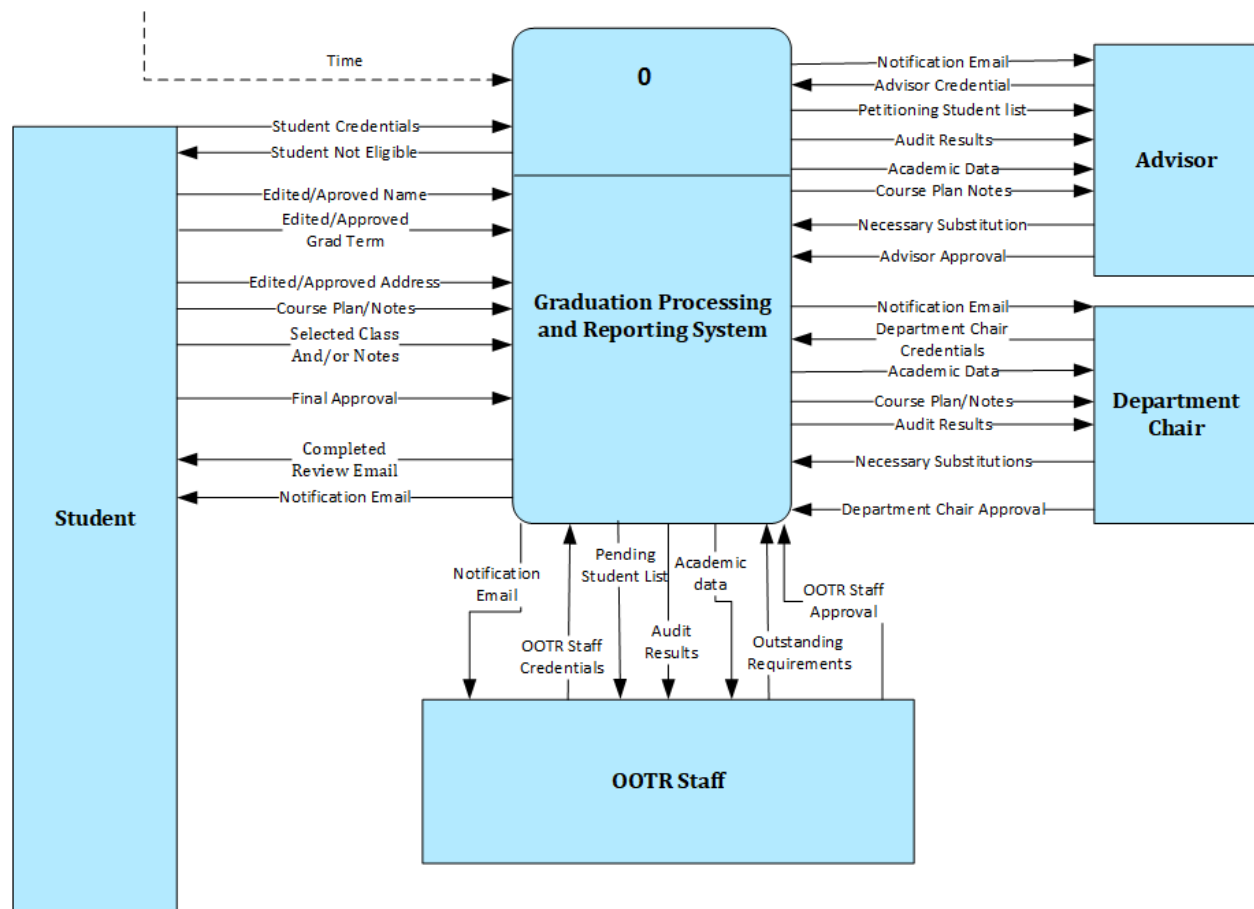 Time
0
Student Credentials
Student Not Eligible
Edited/Aproved Name
Edited/Approved
Grad Term
Edited/Approved Address
Course Plan/Notes
Selected Class
And/or Notes
Final Approval
Completed
Review Email
Notification Email
Student
Graduation Processing
and Reporting System
Notification Email
Advisor Credential
Petitioning Student list
Audit Results
Academic Data
Course Plan Notes
Necessary Substitution
Advisor Approval
Advisor
Notification Email
Department Chair
Credentials
Academic Data
Course Plan/Notes
Audit Results
Necessary Substitutions
Department Chair Approval
Department
Chair
Notification
Email
OOTR Staff
Credentials
Pending
Student List
Audit
Results
Academic
data
Outstanding
Requirements
OOTR Staff
Approval
OOTR Staff